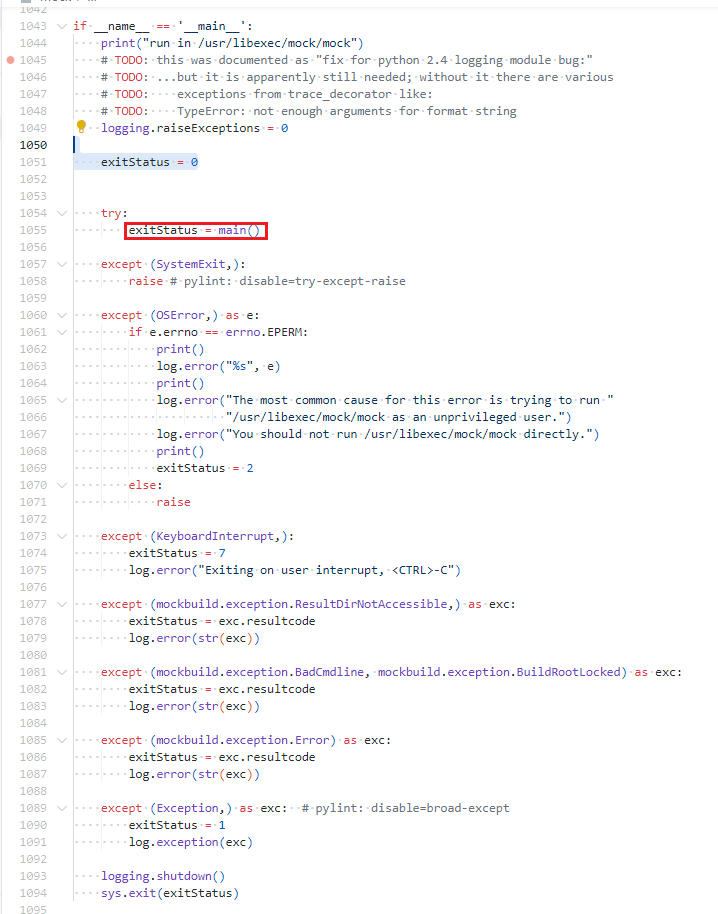 1042
1043 if __name__ == '__main__':
1044     print("run in /usr/libexec/mock/mock")
1045     # TODO: this was documented as "fix for python 2.4 logging module bug:"
1046     # TODO: ...but it is apparently still needed; without it there are various
1047     # TODO:    exceptions from trace_decorator like:
1048     # TODO:    TypeError: not enough arguments for format string
1049     logging.raiseExceptions = 0
1050
1051     exitStatus = 0
1052
1053
1054     try:
1055         exitStatus = main()
1056
1057     except (SystemExit,):
1058         raise # pylint: disable=try-except-raise
1059
1060     except (OSError,) as e:
1061         if e.errno == errno.EPERM:
1062             print()
1063             log.error("%s", e)
1064             print()
1065             log.error("The most common cause for this error is trying to run "
1066                       "/usr/libexec/mock/mock as an unprivileged user.")
1067             log.error("You should not run /usr/libexec/mock/mock directly.")
1068             print()
1069             exitStatus = 2
1070         else:
1071             raise
1072
1073     except (KeyboardInterrupt,):
1074         exitStatus = 7
1075         log.error("Exiting on user interrupt, <CTRL>-C")
1076
1077     except (mockbuild.exception.ResultDirNotAccessible,) as exc:
1078         exitStatus = exc.resultcode
1079         log.error(str(exc))
1080
1081     except (mockbuild.exception.BadCmdline, mockbuild.exception.BuildRootLocked) as exc:
1082         exitStatus = exc.resultcode
1083         log.error(str(exc))
1084
1085     except (mockbuild.exception.Error) as exc:
1086         exitStatus = exc.resultcode
1087         log.error(str(exc))
1088
1089     except (Exception,) as exc:  # pylint: disable=broad-except
1090         exitStatus = 1
1091         log.exception(exc)
1092
1093     logging.shutdown()
1094     sys.exit(exitStatus)
1095